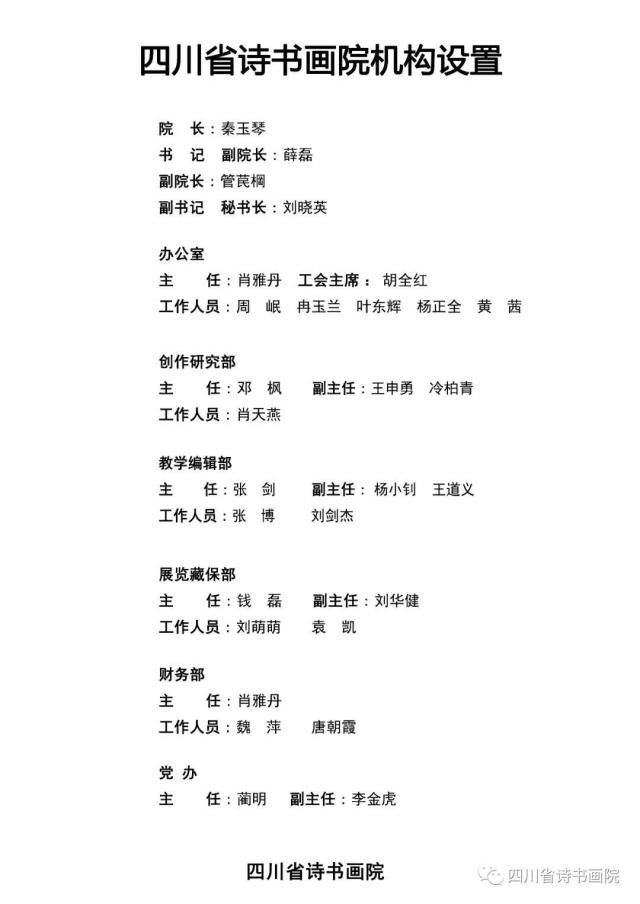 四川省诗书画院机构设置
院 长：秦玉琴
书 记 副院长：薛磊
副院长：管苠棡
副书记 秘书长：刘晓英
办公室
主 任：肖雅丹 工会主席： 胡全红
工作人员：周 岷 冉玉兰 叶东辉 杨正全 黄 茜
创作研究部
主 任：邓 枫 副主任：王申勇 冷柏青
工作人员：肖天燕
教学编辑部
主 任：张 剑 副主任：杨小钊 王道义
工作人员：张 博 刘剑杰
展览藏保部
主 任：钱 磊 副主任：刘华健
工作人员：刘萌萌 袁 凯
财务部
主 任：肖雅丹
工作人员：魏 萍 唐朝霞
党 办
主 任：蔺明 副主任：李金虎
四川省诗书画院
四川省诗书画院